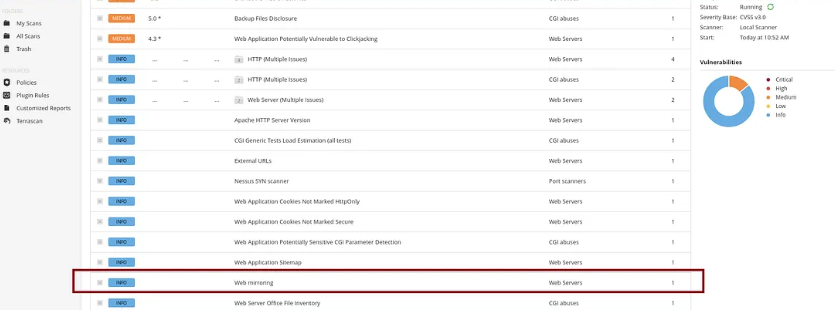 FOLDERS
My Scans
All Scans
Trash
RESOURCES
Policies
Plugin Rules
Customized Reports
Terrascan
MEDIUM 5.0 * Backup Files Disclosure CGI abuses 1
MEDIUM 4.3 * Web Application Potentially Vulnerable to Clickjacking Web Servers 1
INFO ... ... ... HTTP (Multiple Issues) Web Servers 4
INFO ... ... ... HTTP (Multiple Issues) CGI abuses 2
INFO ... ... ... Web Server (Multiple Issues) Web Servers 2
INFO Apache HTTP Server Version Web Servers 1
INFO CGI Generic Tests Load Estimation (all tests) CGI abuses 1
INFO External URLs Web Servers 1
INFO Nessus SYN scanner Port scanners 1
INFO Web Application Cookies Not Marked HttpOnly Web Servers 1
INFO Web Application Cookies Not Marked Secure Web Servers 1
INFO Web Application Potentially Sensitive CGI Parameter Detection CGI abuses 1
INFO Web Application Sitemap Web Servers 1
INFO Web mirroring Web Servers 1
INFO Web Server Office File Inventory CGI abuses 1
Status: Running
Severity Base: CVSS v3.0
Scanner: Local Scanner
Start: Today at 10:52 AM
Vulnerabilities
Critical
High
Medium
Low
Info